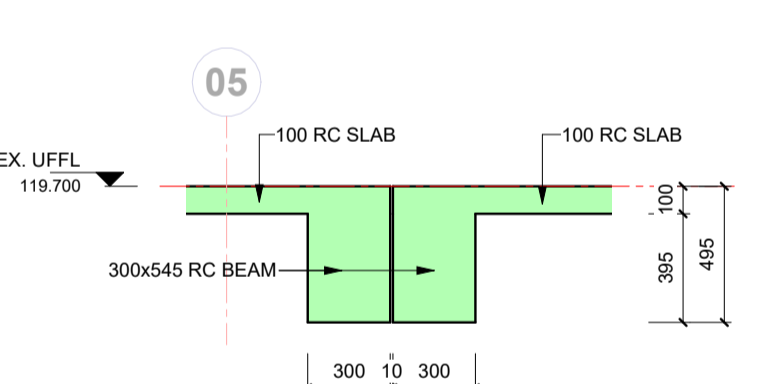 05
100 RC SLAB
100 RC SLAB
EX. UFFL
119.700
100
300x545 RC BEAM
395
495
300 10 300